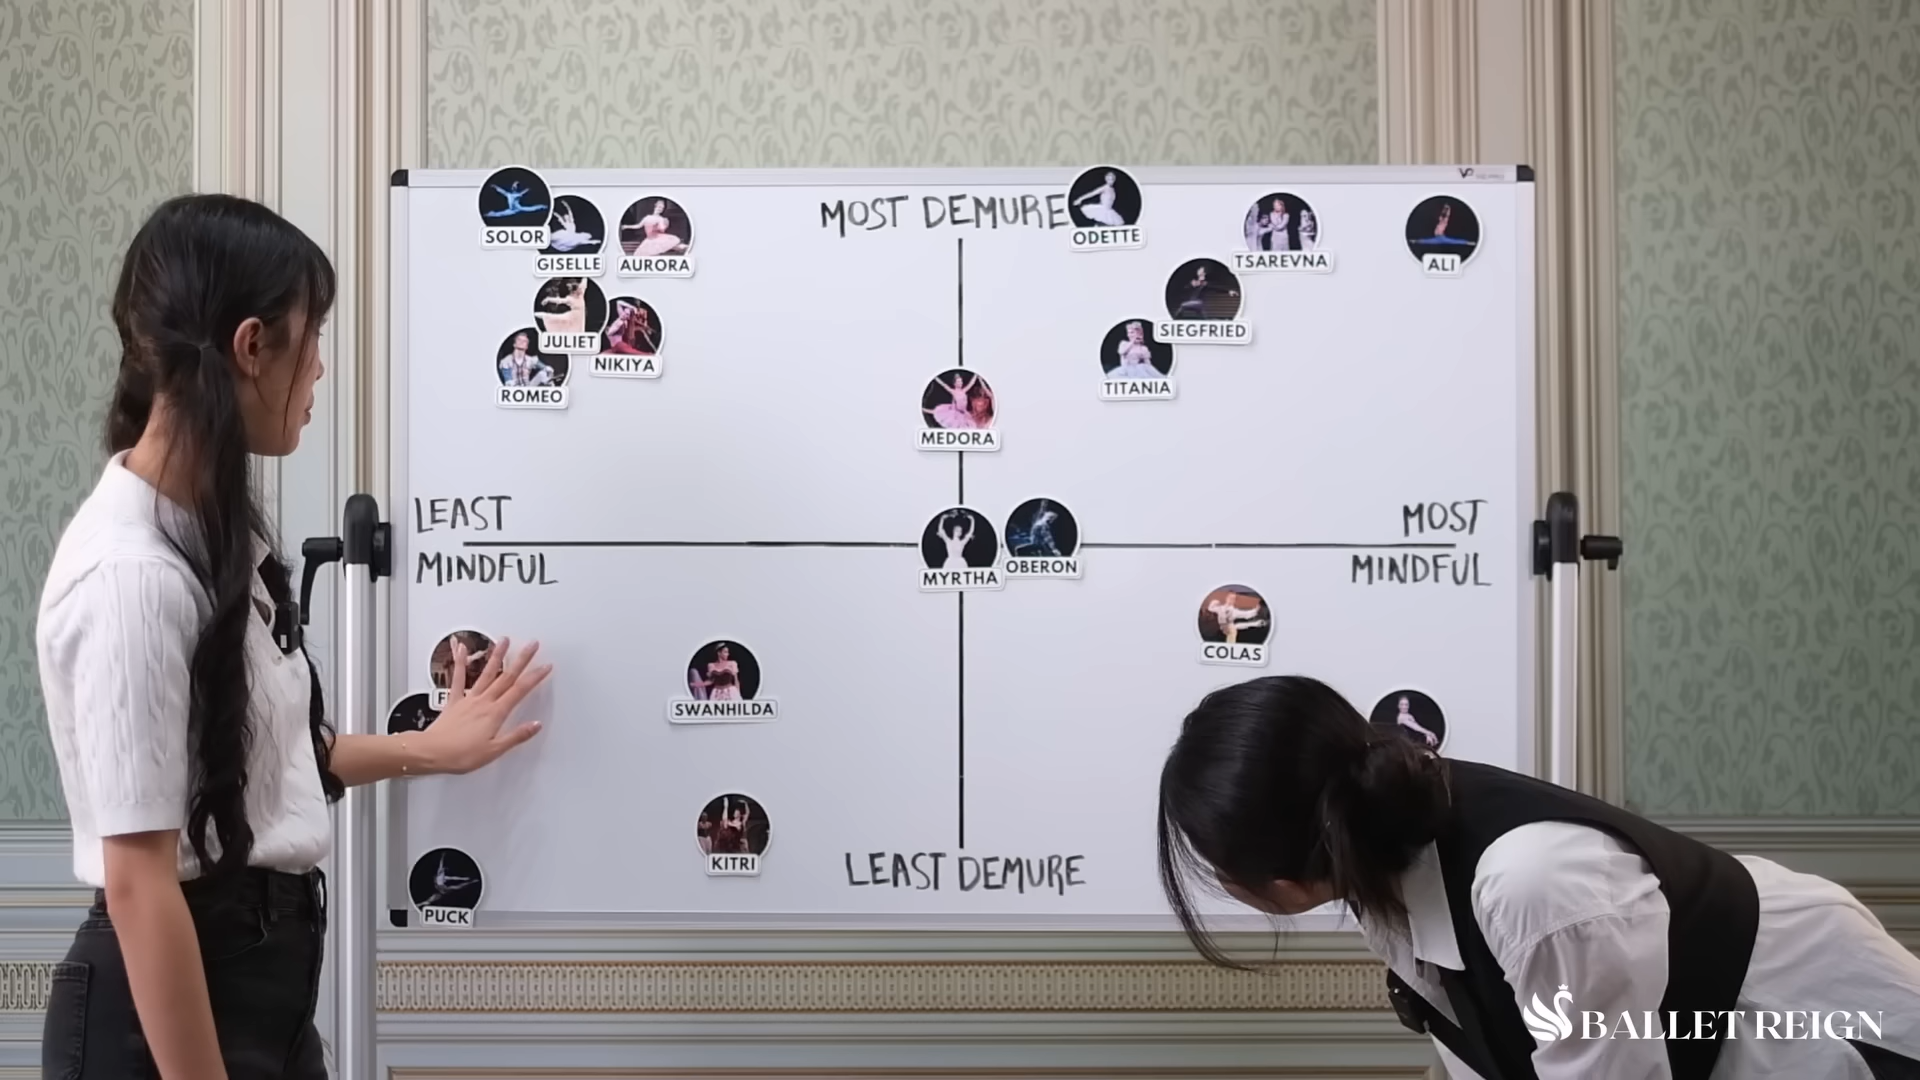 MOST DEMURE
SOLOR
ODETTE
GISELLE
AURORA
TSAREVNA
ALI
SIEGFRIED
JULIET
NIKIYA
TITANIA
ROMEO
MEDORA
LEAST
MINDFUL
MOST
MINDFUL
MYRTHA
OBERON
COLAS
SWANHILDA
KITRI
LEAST DEMURE
PUCK
BALLET REIGN